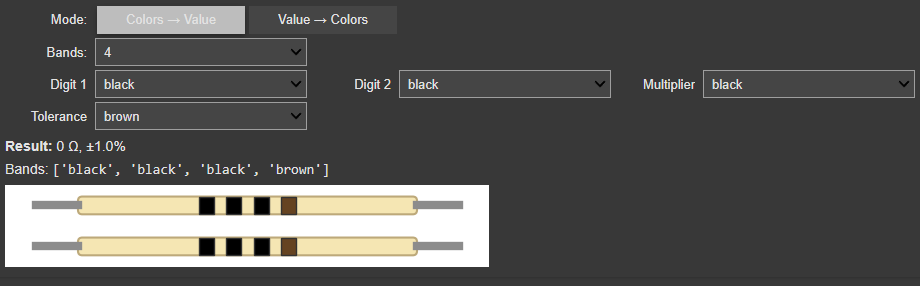 Mode: Colors → Value Value → Colors
Bands: 4
Digit 1 black Digit 2 black Multiplier black
Tolerance brown
Result: 0 Ω, ±1.0%
Bands: ['black', 'black', 'black', 'brown']